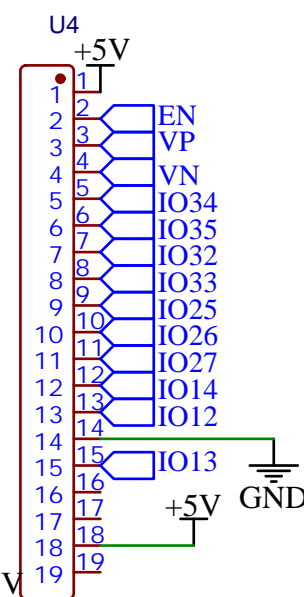 U4
+5V
1 1
2 2 EN
3 3 VP
4 4 VN
5 5 IO34
6 6 IO35
7 7 IO32
8 8 IO33
9 9 IO25
10 10 IO26
11 11 IO27
12 12 IO14
13 13 IO12
14 14
15 15 IO13
16 16
GND
17 17
+5V
18 18
V 19 19